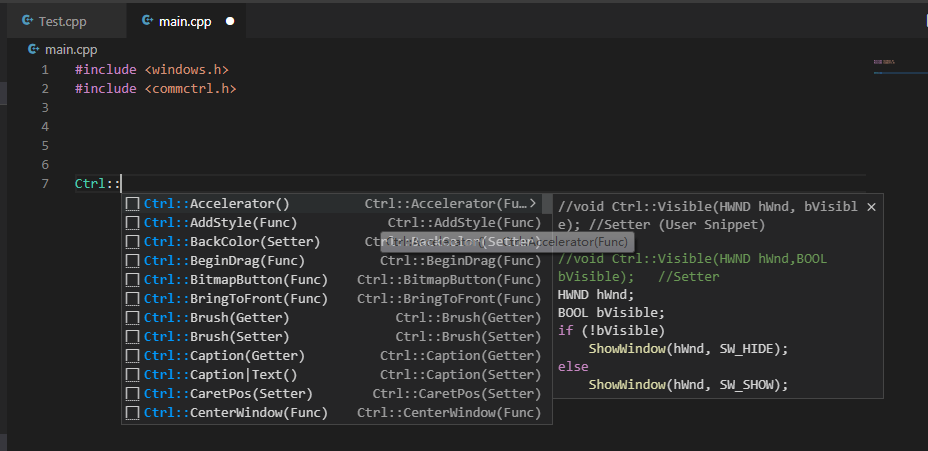 Test.cpp
main.cpp
main.cpp
1 #include <windows.h>
2 #include <commctrl.h>
3
4
5
6
7 Ctrl::
Ctrl::Accelerator() Ctrl::Accelerator(Fu…>
Ctrl::AddStyle(Func) Ctrl::AddStyle(Func)
Ctrl::BackColor(Setter) Ctrl::BackColor(Setter)
Accelerator(Func)
Ctrl::BeginDrag(Func) Ctrl::BeginDrag(Func)
Ctrl::BitmapButton(Func) Ctrl::BitmapButton(Func)
Ctrl::BringToFront(Func) Ctrl::BringToFront(Func)
Ctrl::Brush(Getter) Ctrl::Brush(Getter)
Ctrl::Brush(Setter) Ctrl::Brush(Setter)
Ctrl::Caption(Getter) Ctrl::Caption(Getter)
Ctrl::Caption|Text() Ctrl::Caption(Setter)
Ctrl::CaretPos(Setter) Ctrl::CaretPos(Setter)
Ctrl::CenterWindow(Func) Ctrl::CenterWindow(Func)
//void Ctrl::Visible(HWND hWnd, bVisibl
e); //Setter (User Snippet)
//void Ctrl::Visible(HWND hWnd,BOOL
bVisible); //Setter
HWND hWnd;
BOOL bVisible;
if (!bVisible)
ShowWindow(hWnd, SW_HIDE);
else
ShowWindow(hWnd, SW_SHOW);